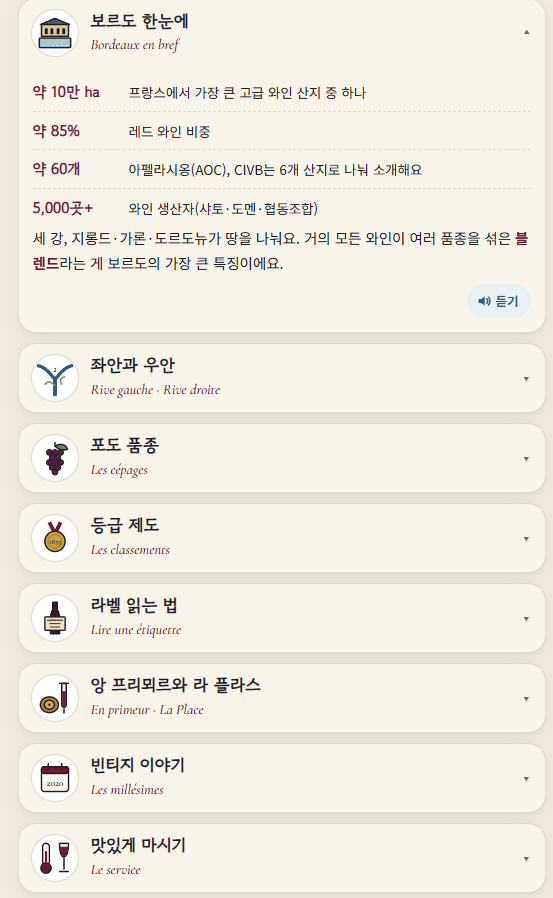 보르도 한눈에
Bordeaux en bref
약 10만 ha 프랑스에서 가장 큰 고급 와인 산지 중 하나
약 85% 레드 와인 비중
약 60개 아펠라시옹(AOC), CIVB는 6개 산지로 나눠 소개해요
5,000곳+ 와인 생산자(샤토·도멘·협동조합)
세 강, 지롱드·가론·도르도뉴가 땅을 나눠요. 거의 모든 와인이 여러 품종을 섞은 블
렌드라는 게 보르도의 가장 큰 특징이에요.
듣기
좌안과 우안
Rive gauche · Rive droite
포도 품종
Les cépages
1855
등급 제도
Les classements
라벨 읽는 법
Lire une étiquette
앙 프리뫼르와 라 플라스
En primeur · La Place
2020
빈티지 이야기
Les millésimes
맛있게 마시기
Le service